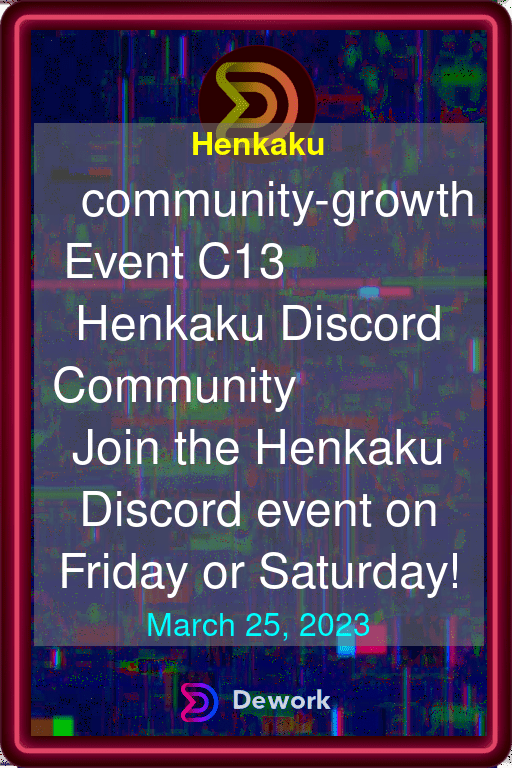 Henkaku
community-growth
Event C13
Henkaku Discord
Community
Join the Henkaku
Discord event on
Friday or Saturday!
March 25, 2023
Dework